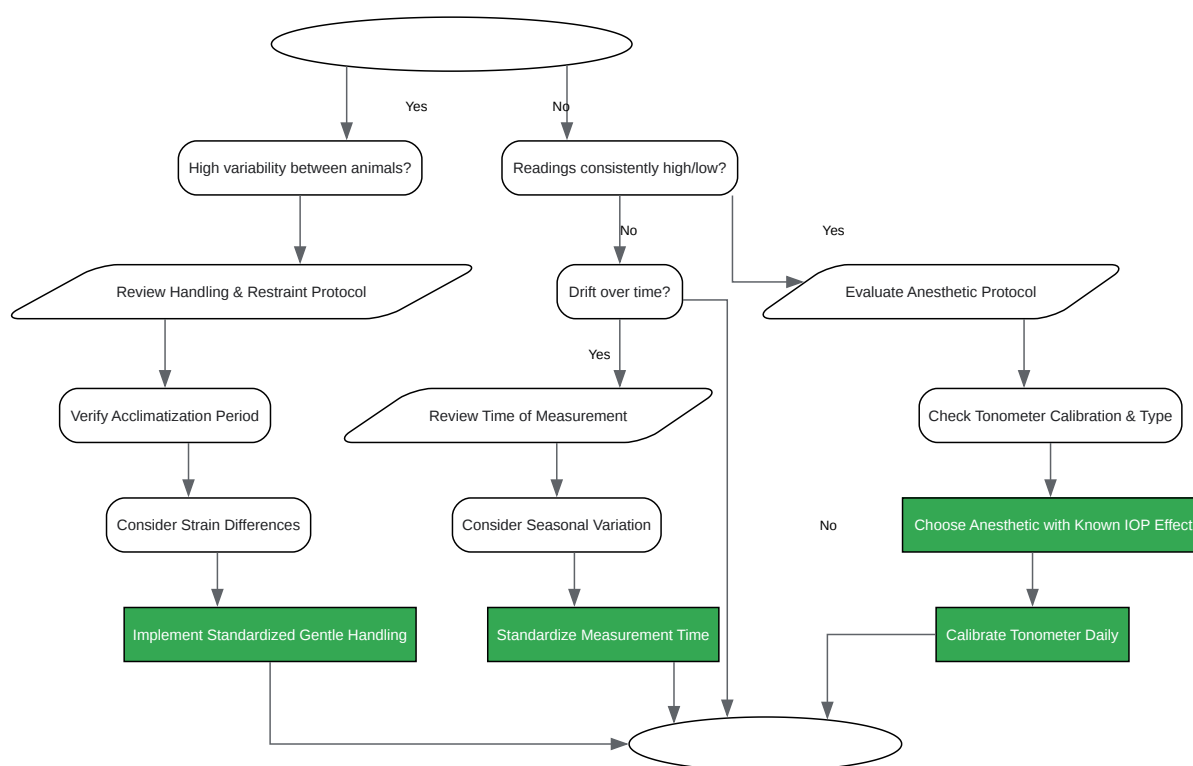 Yes
No
High variability between animals?
Readings consistently high/low?
No
Yes
Review Handling & Restraint Protocol
Drift over time?
Evaluate Anesthetic Protocol
Yes
Verify Acclimatization Period
Review Time of Measurement
Check Tonometer Calibration & Type
Consider Strain Differences
Consider Seasonal Variation
No
Choose Anesthetic with Known IOP Effect
Implement Standardized Gentle Handling
Standardize Measurement Time
Calibrate Tonometer Daily